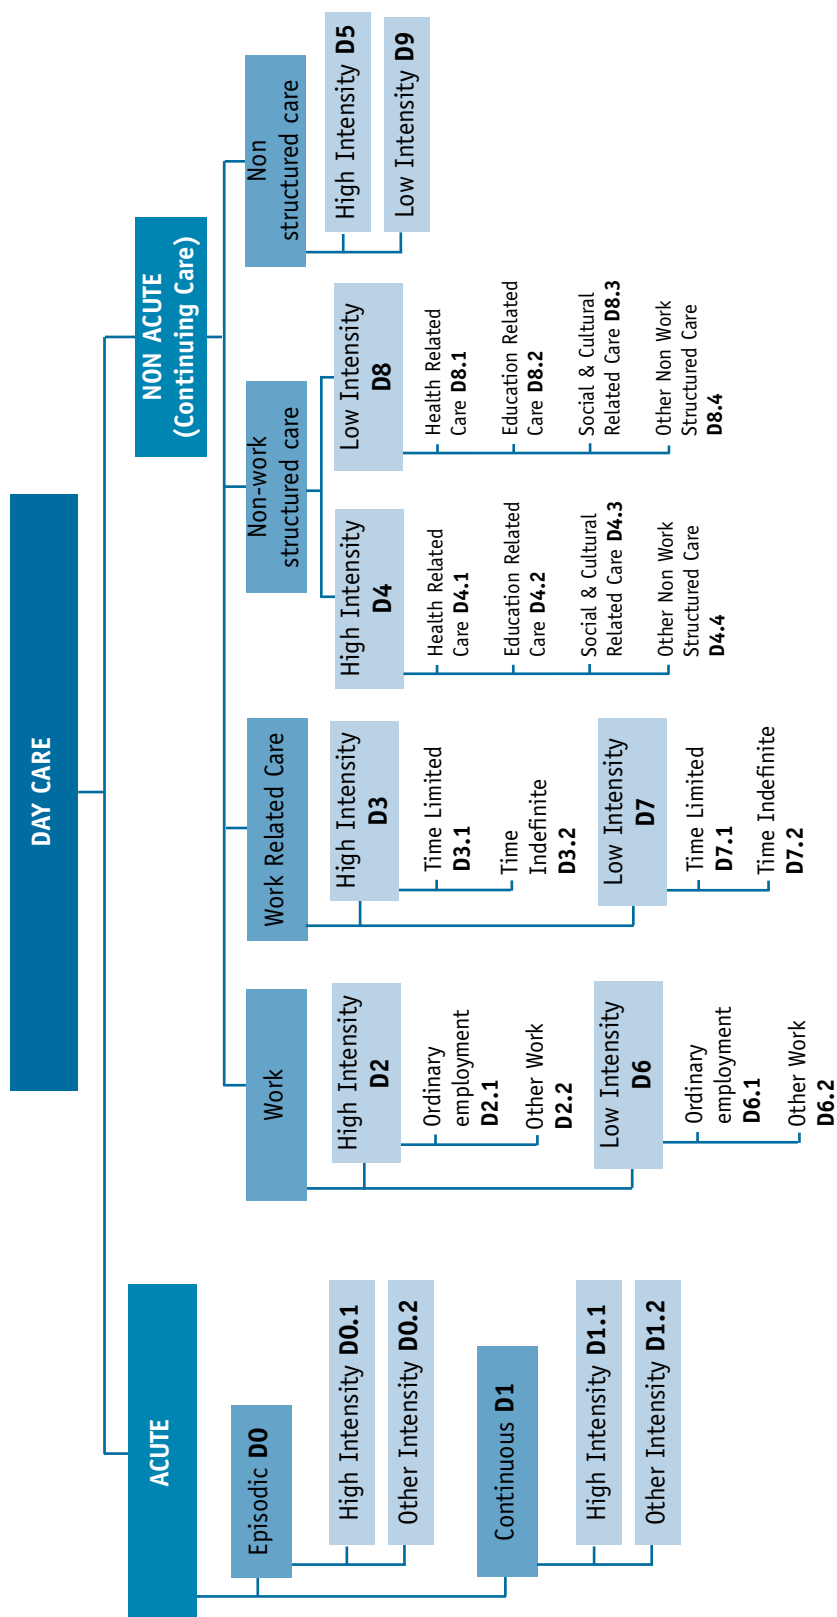 DAY CARE
ACUTE
Episodic D0
High Intensity D0.1
Other Intensity D0.2
Continuous D1
High Intensity D1.1
Other Intensity D1.2
NON ACUTE
(Continuing Care)
Work
High Intensity
D2
Ordinary
employment
D2.1
Other Work
D2.2
Low Intensity
D6
Ordinary
employment
D6.1
Other Work
D6.2
Work Related Care
High Intensity
D3
Time Limited
D3.1
Time
Indefinite
D3.2
Low Intensity
D7
Time Limited
D7.1
Time Indefinite
D7.2
Non-work
structured care
High Intensity
D4
Health Related
Care D4.1
Education Related
Care D4.2
Social & Cultural
Related Care D4.3
Other Non Work
Structured Care
D4.4
Low Intensity
D8
Health Related
Care D8.1
Education Related
Care D8.2
Social & Cultural
Related Care D8.3
Other Non Work
Structured Care
D8.4
Non
structured care
High Intensity D5
Low Intensity D9